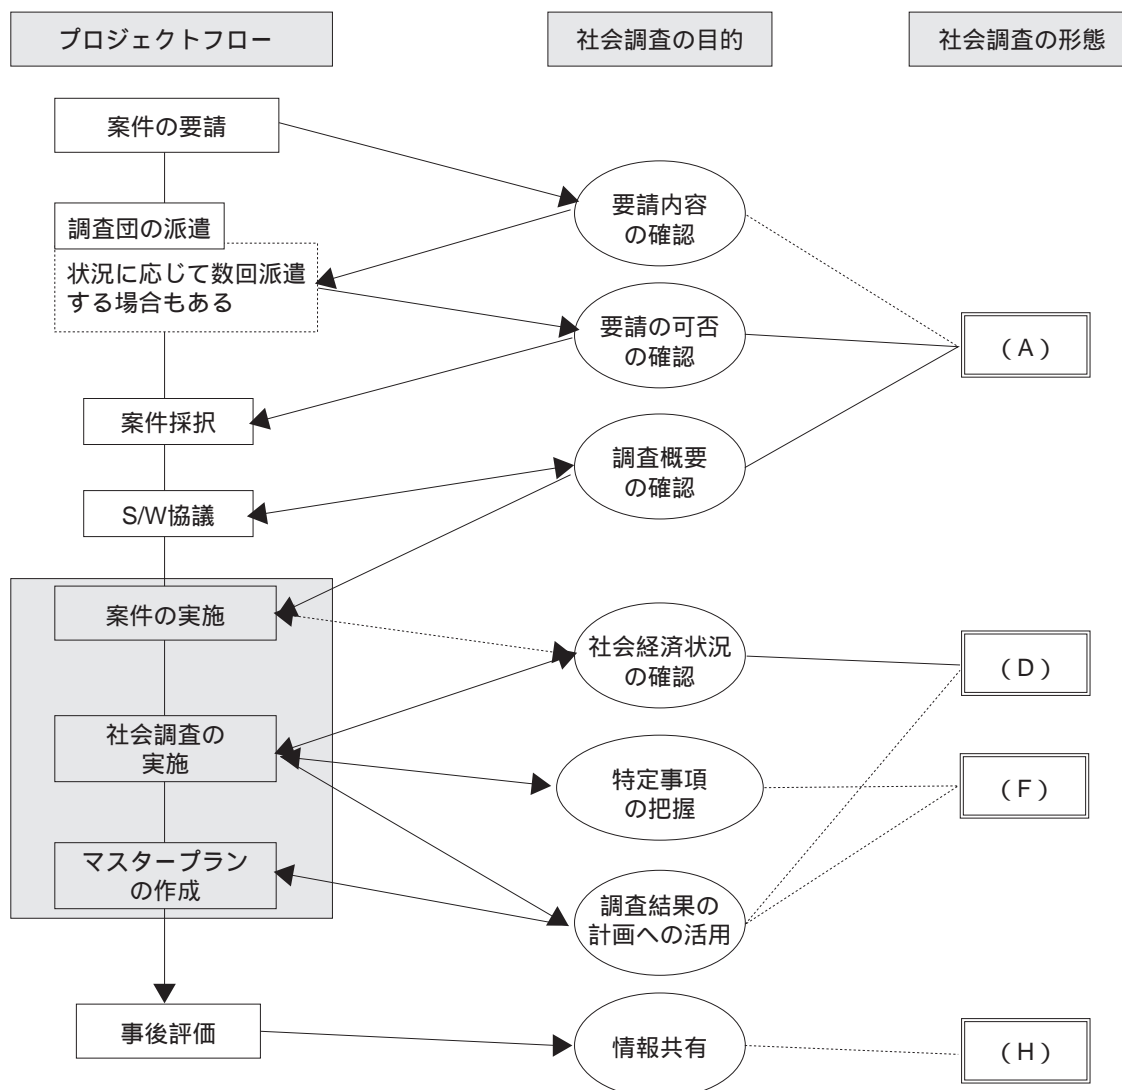 プロジェクトフロー
社会調査の目的
社会調査の形態
案件の要請
調査団の派遣
状況に応じて数回派遣
する場合もある
案件採択
S/W協議
案件の実施
社会調査の
実施
マスタープラン
の作成
事後評価
要請内容
の確認
要請の可否
の確認
調査概要
の確認
社会経済状況
の確認
特定事項
の把握
調査結果の
計画への活用
情報共有
（A）
（D）
（F）
（H）